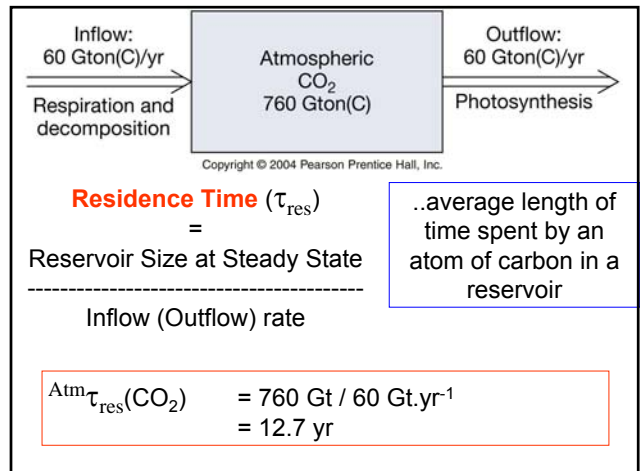 Inflow:
60 Gton(C)/yr
Respiration and
decomposition
Atmospheric
CO₂
760 Gton(C)
Outflow:
60 Gton(C)/yr
Photosynthesis
Copyright © 2004 Pearson Prentice Hall, Inc.
Residence Time (τres)
=
Reservoir Size at Steady State
-----------------------------------------
Inflow (Outflow) rate
..average length of
time spent by an
atom of carbon in a
reservoir
ᴬᵗᵐτres(CO₂) = 760 Gt / 60 Gt.yr⁻¹
= 12.7 yr